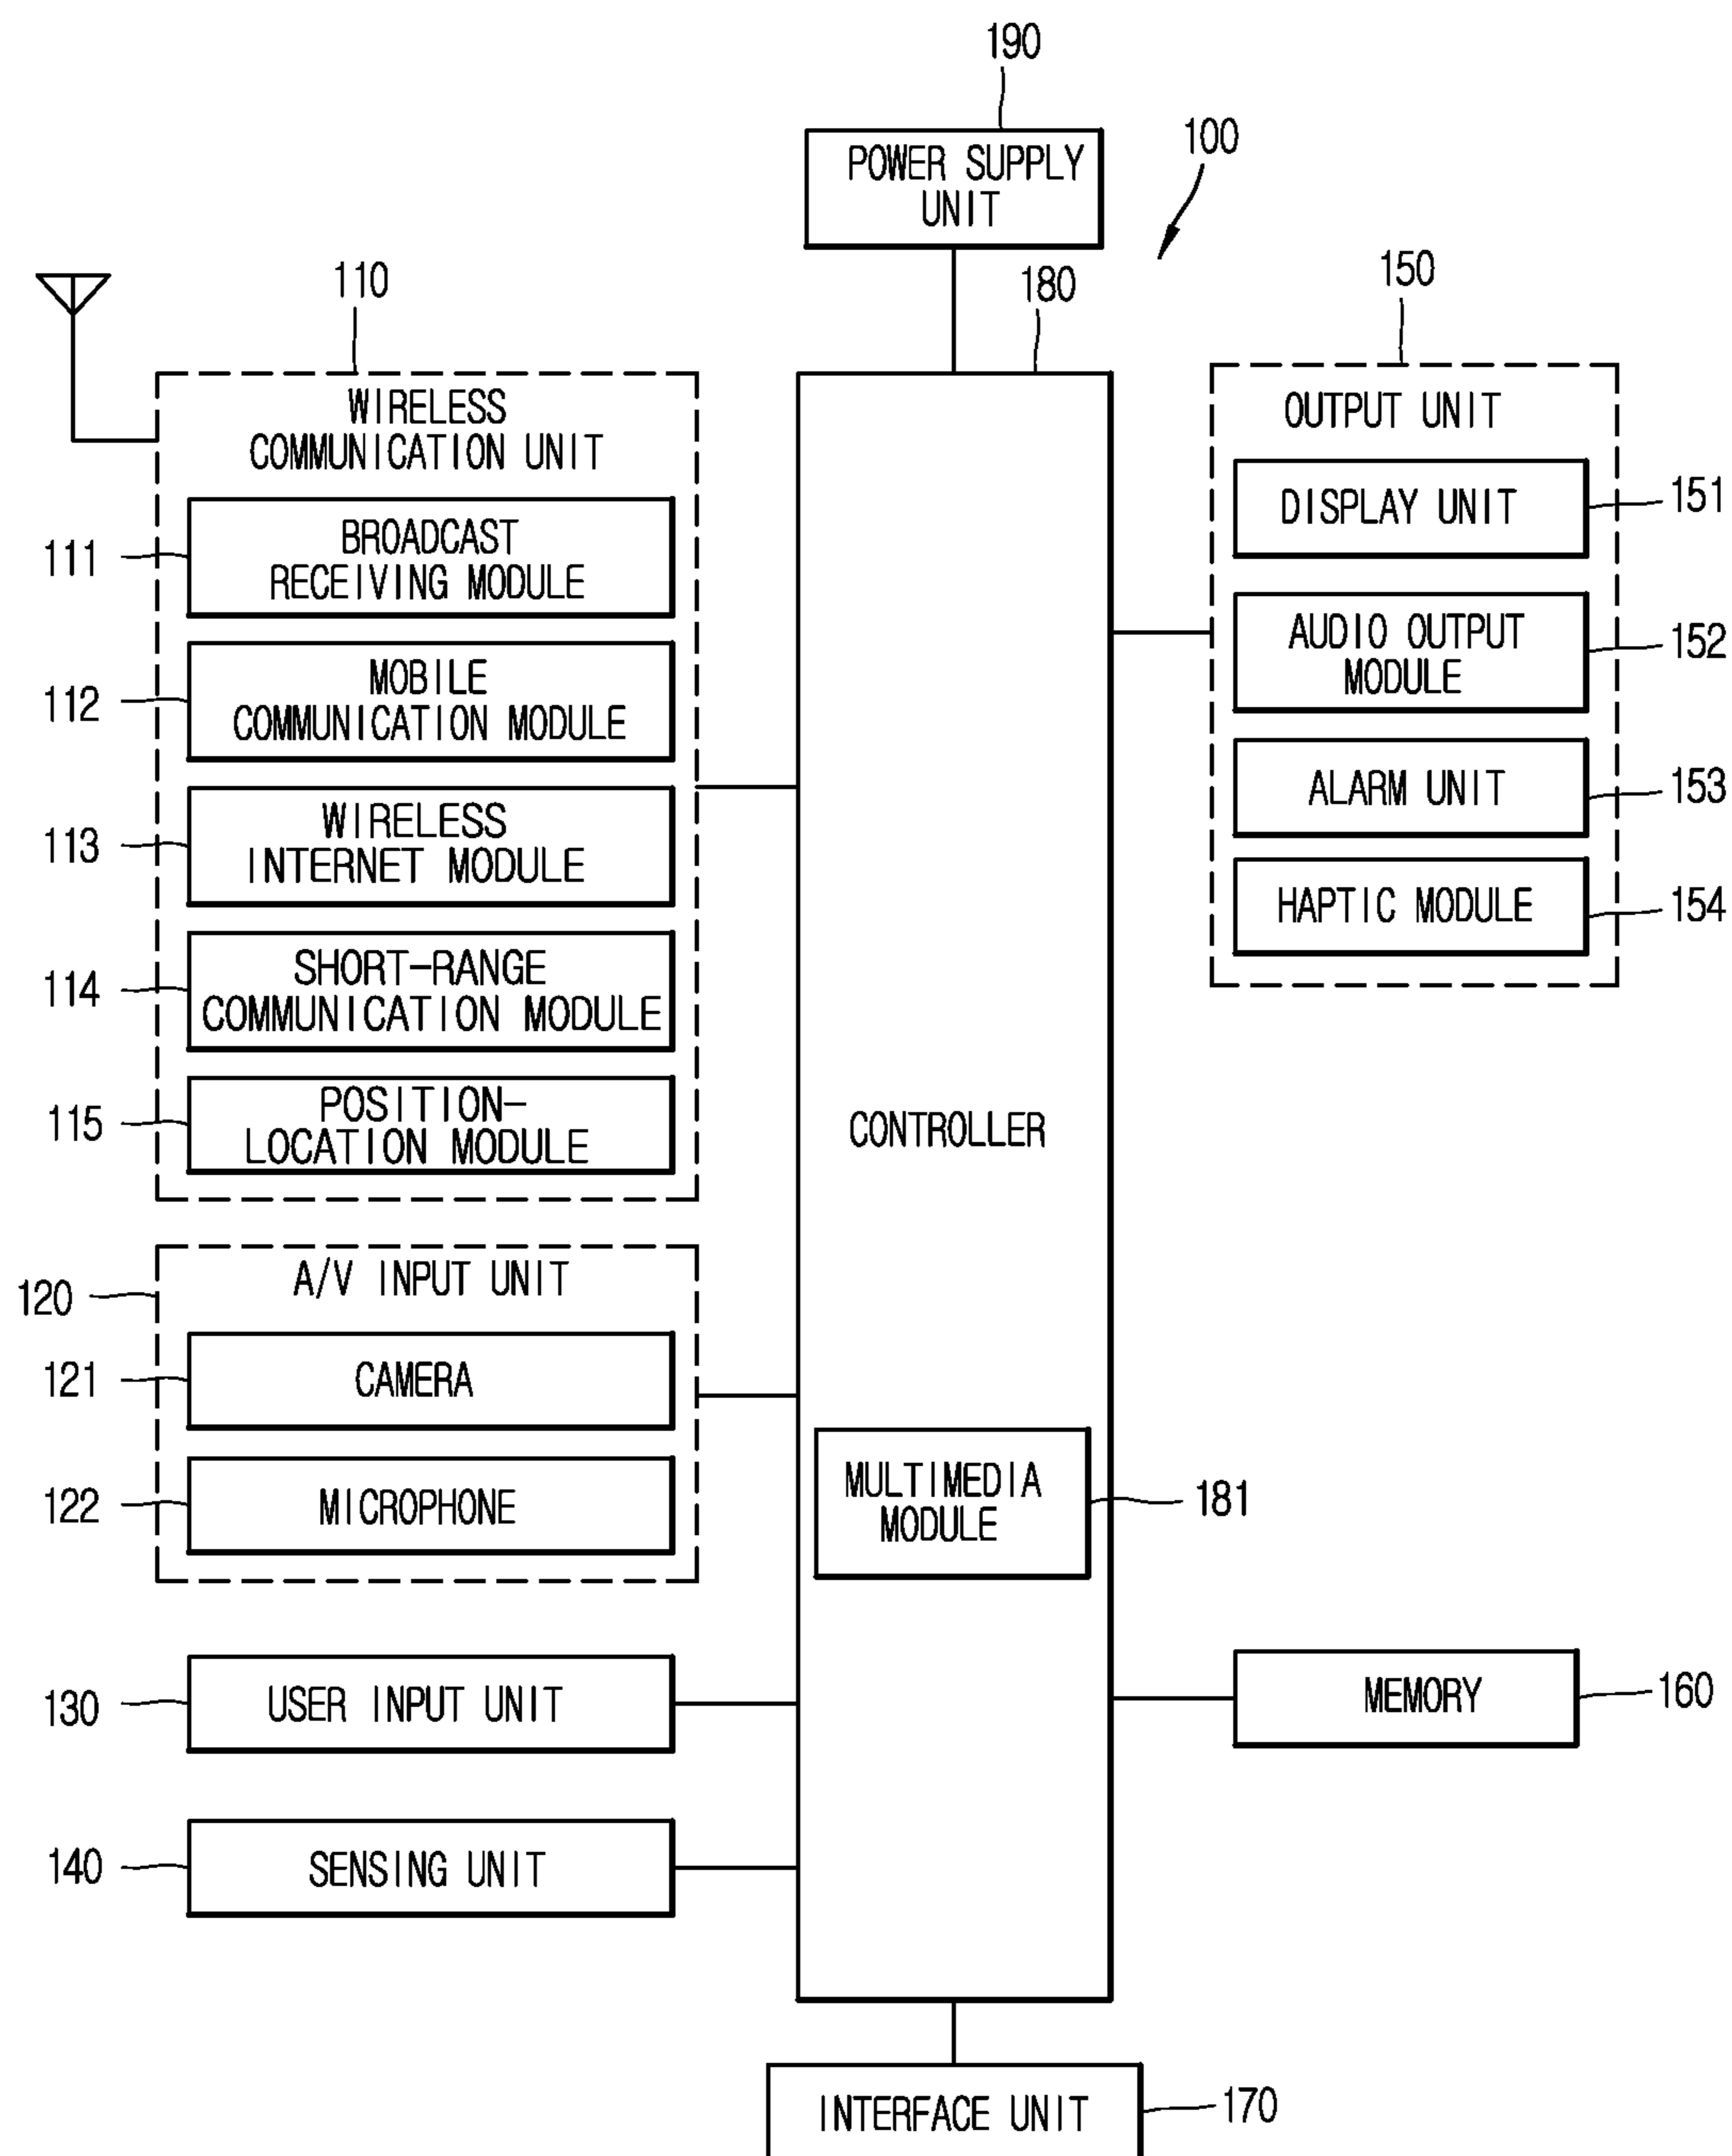 190
POWER SUPPLY
UNIT
100
110
180
150
WIRELESS
COMMUNICATION UNIT
111
BROADCAST
RECEIVING MODULE
112
MOBILE
COMMUNICATION MODULE
113
WIRELESS
INTERNET MODULE
114
SHORT-RANGE
COMMUNICATION MODULE
115
POSITION-
LOCATION MODULE
120
A/V INPUT UNIT
121
CAMERA
122
MICROPHONE
130
USER INPUT UNIT
140
SENSING UNIT
CONTROLLER
MULTIMEDIA
MODULE
181
OUTPUT UNIT
DISPLAY UNIT
151
AUDIO OUTPUT
MODULE
152
ALARM UNIT
153
HAPTIC MODULE
154
MEMORY
160
INTERFACE UNIT
170